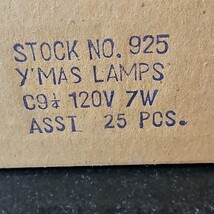 STOCK NO. 925
Y'MAS LAMPS
C9¼ 120V 7W
ASST 25 PCS.